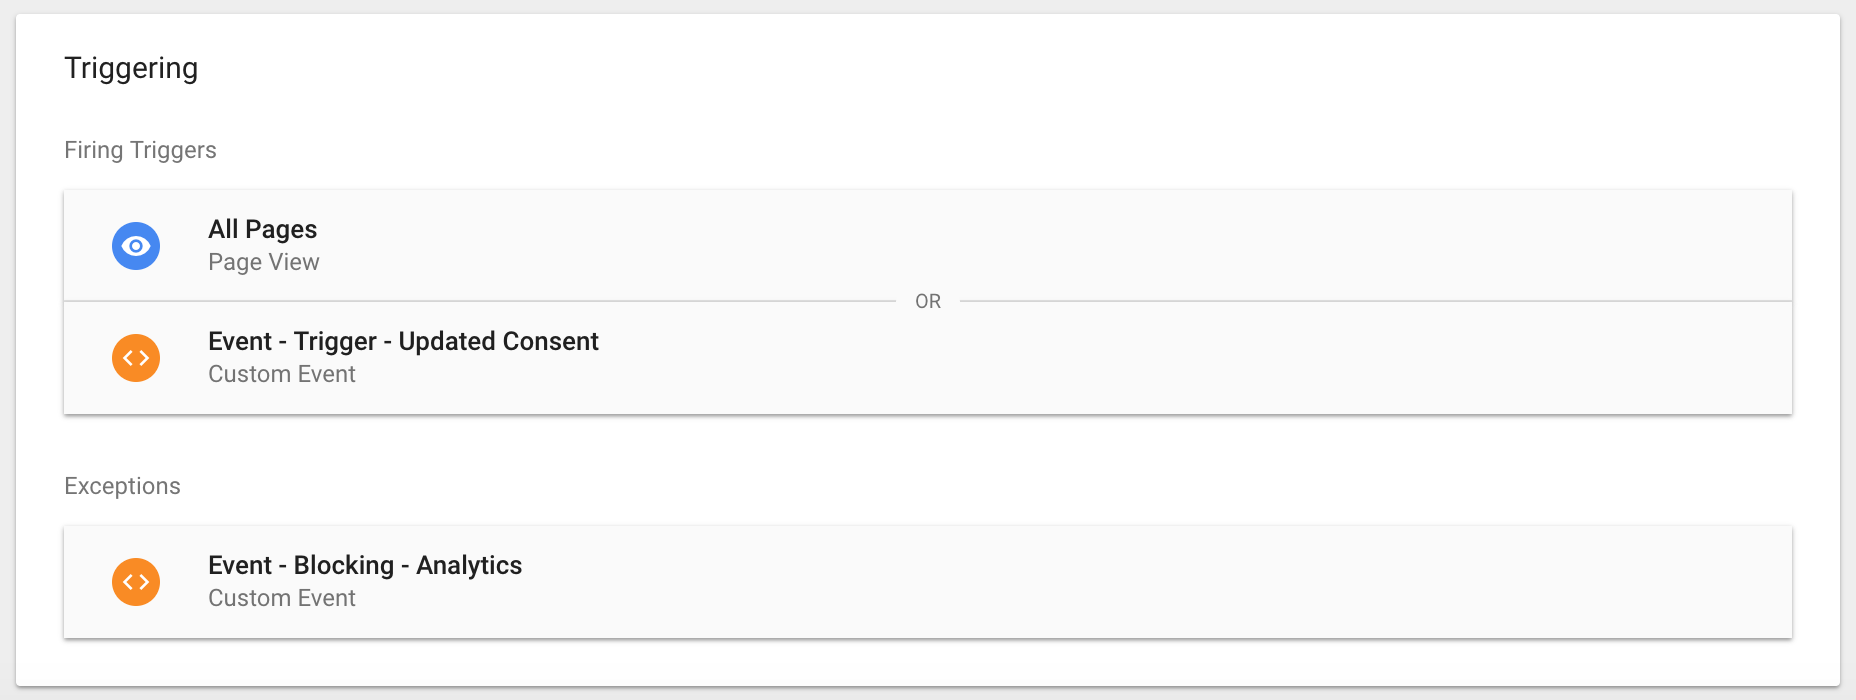 Triggering
Firing Triggers
All Pages
Page View
OR
Event - Trigger - Updated Consent
Custom Event
Exceptions
Event - Blocking - Analytics
Custom Event